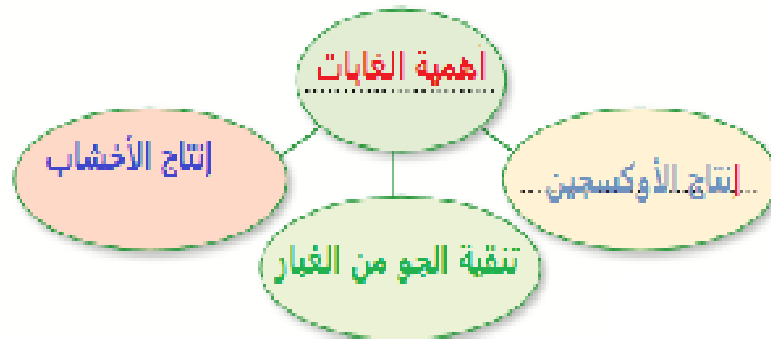 أهمية الغابات
إنتاج الأوكسجين
إنتاج الأخشاب
تنقية الجو من الغبار